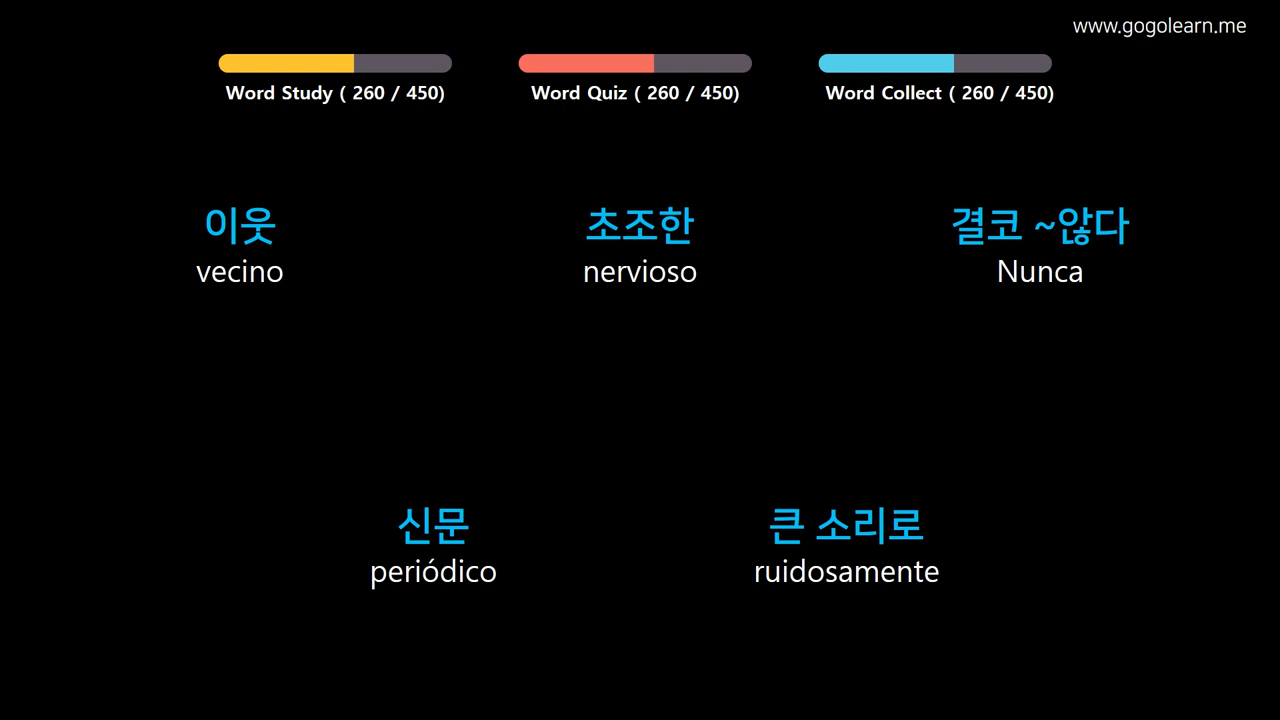 www.gogolearn.me
Word Study ( 260 / 450)
Word Quiz ( 260 / 450)
Word Collect ( 260 / 450)
이웃
vecino
초조한
nervioso
결코 ~않다
Nunca
신문
periódico
큰 소리로
ruidosamente